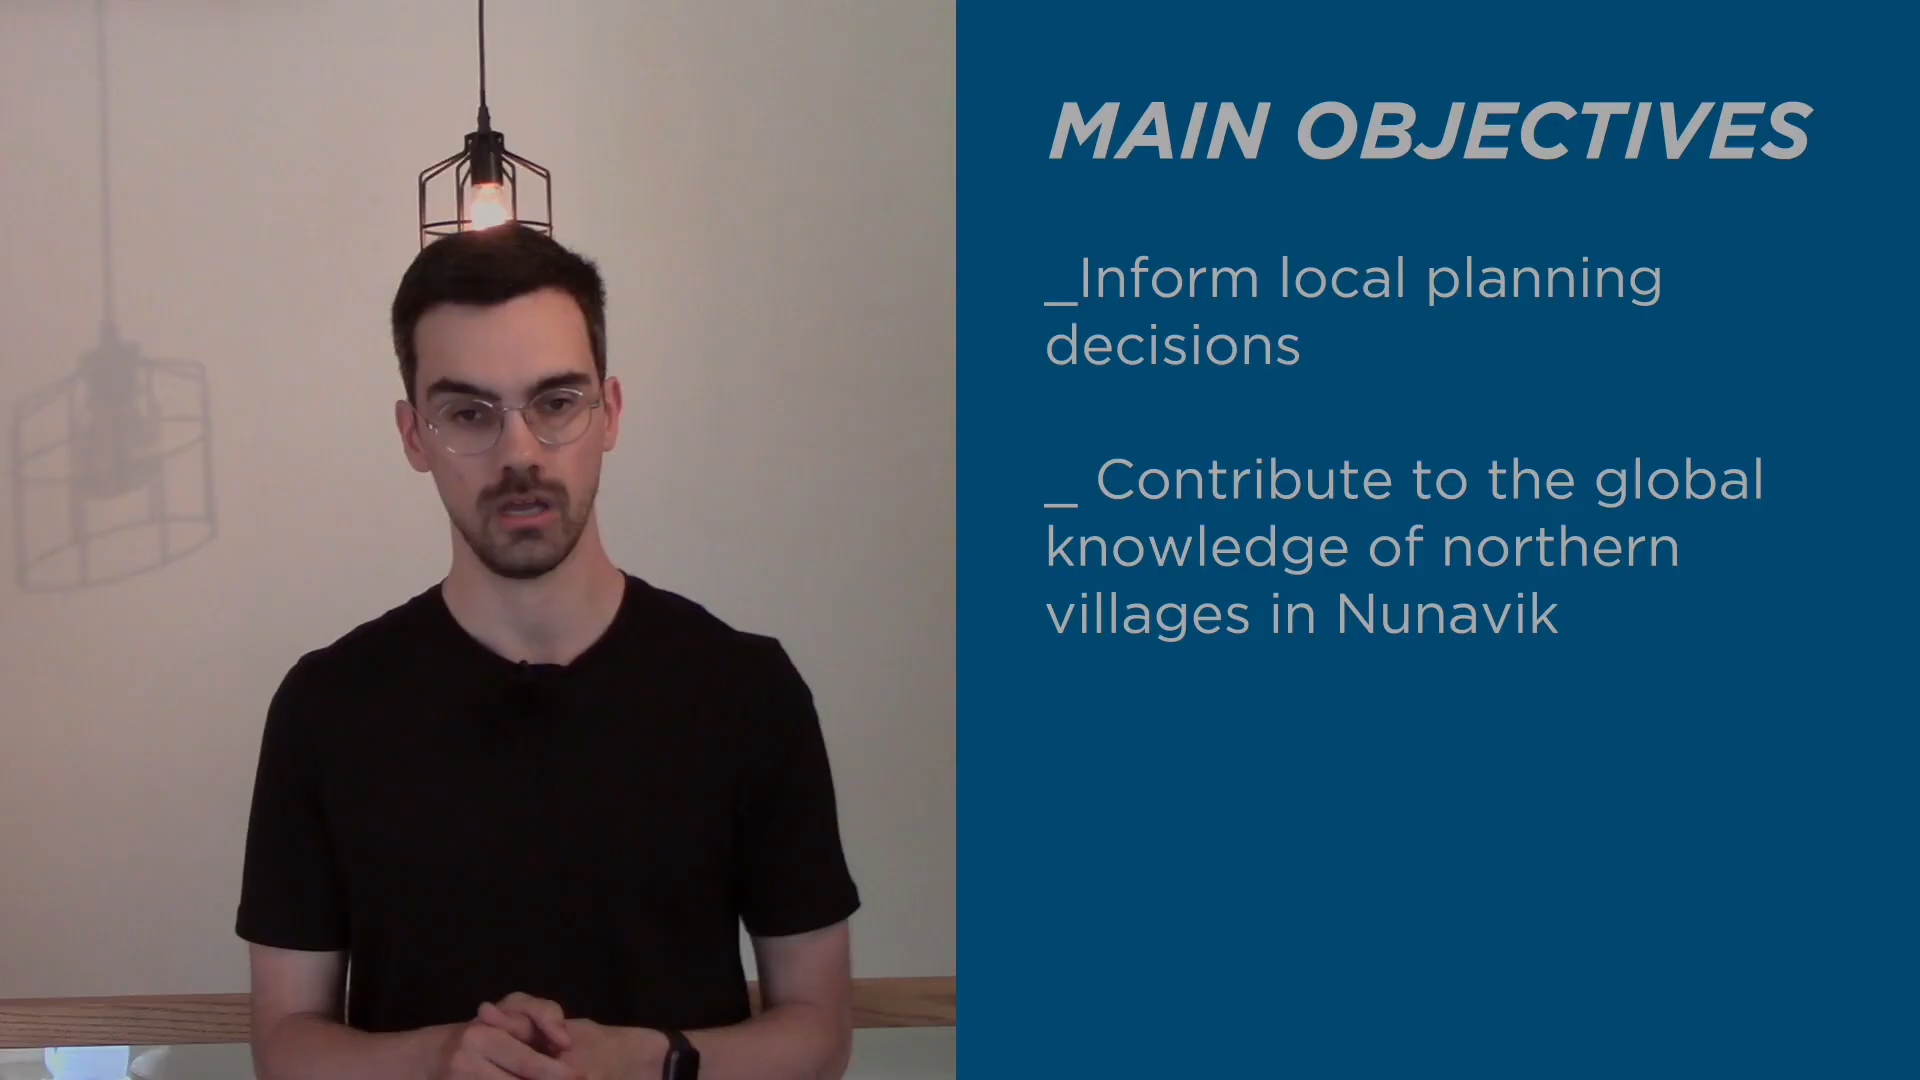 MAIN OBJECTIVES
_Inform local planning
decisions
_ Contribute to the global
knowledge of northern
villages in Nunavik